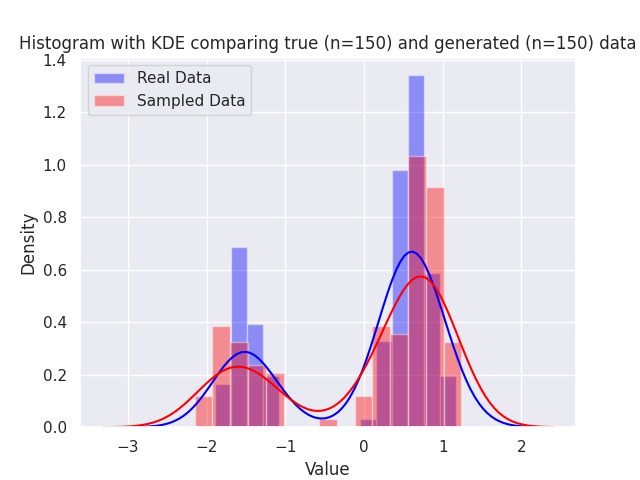 Histogram with KDE comparing true (n=150) and generated (n=150) data
Real Data
Sampled Data
1.4
1.2
1.0
0.8
0.6
0.4
0.2
0.0
Density
−3
−2
−1
0
1
2
Value